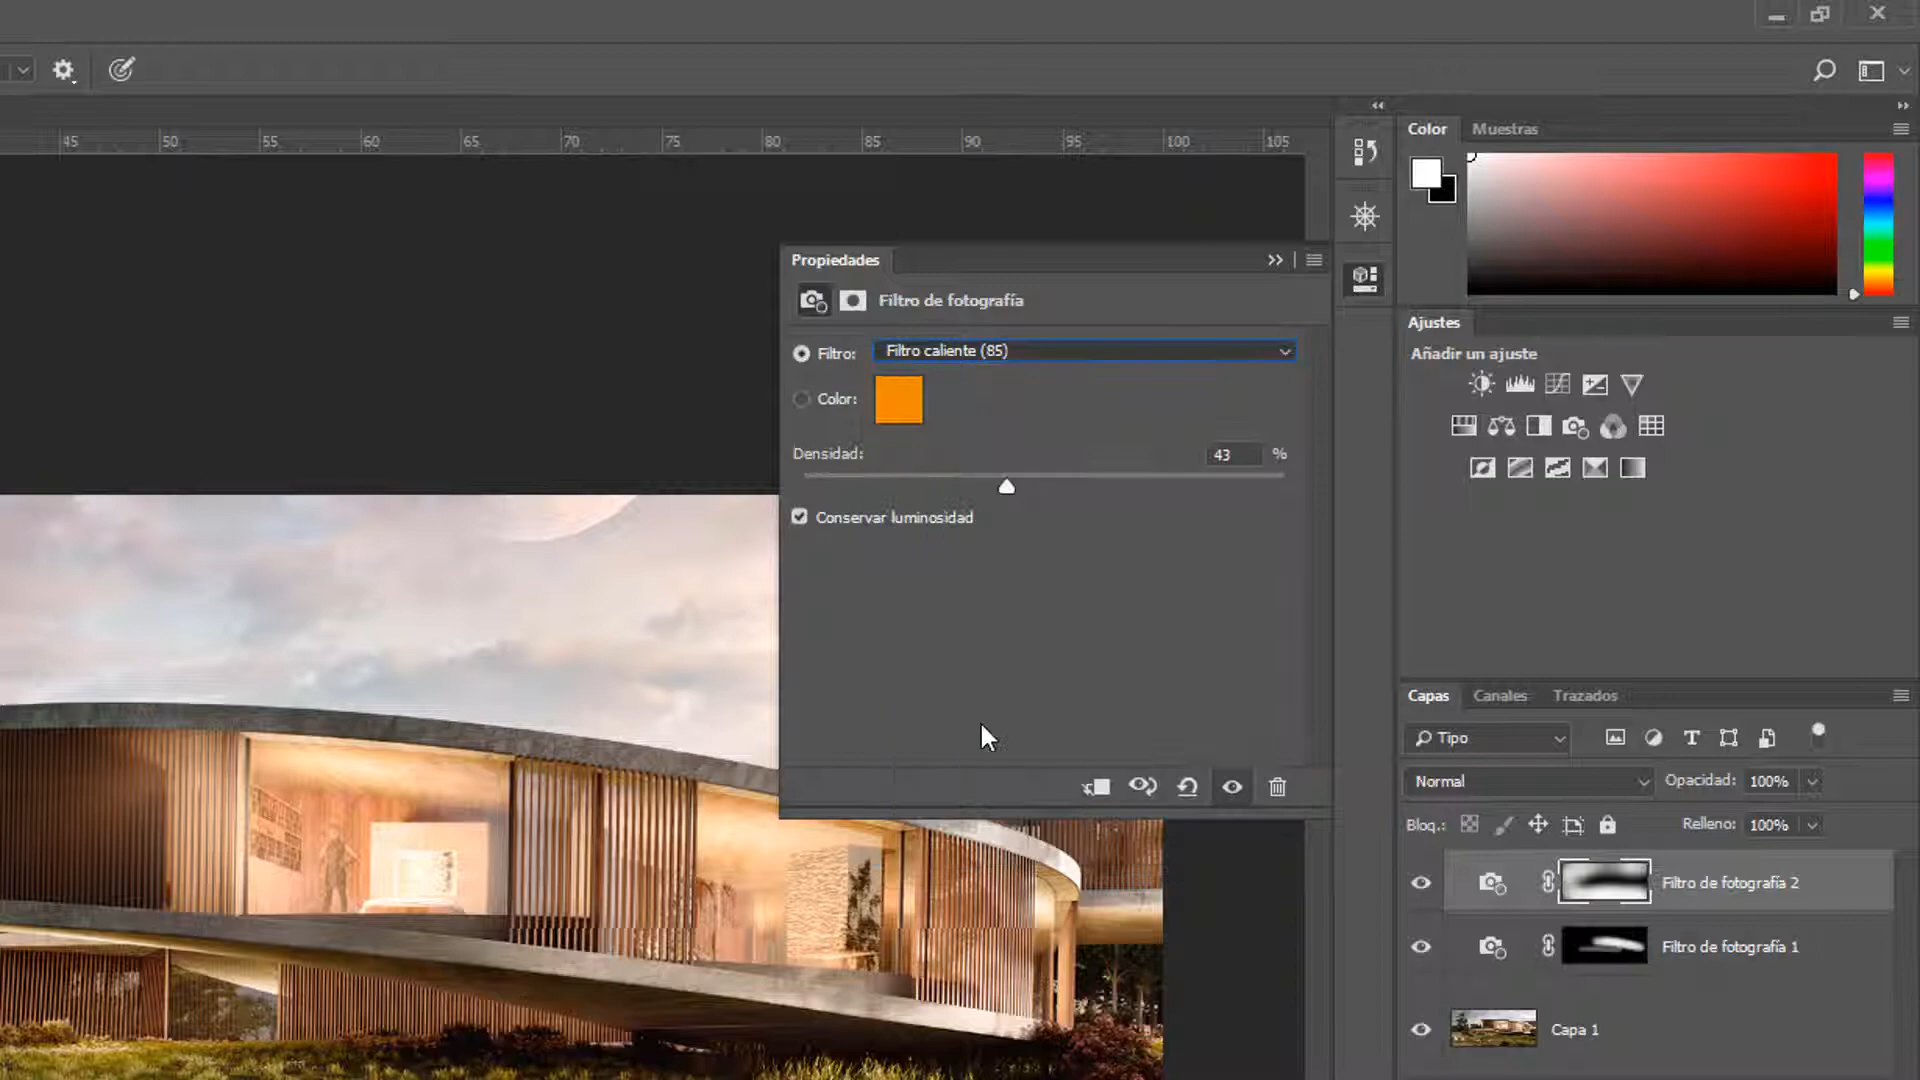 45 50 55 60 65 70 75 80 85 90 95 100 105
Color Muestras
Propiedades
Filtro de fotografía
Filtro: Filtro caliente (85)
Color:
Densidad: 43 %
Conservar luminosidad
Ajustes
Añadir un ajuste
Capas Canales Trazados
Tipo
Normal Opacidad: 100%
Bloq.: Relleno: 100%
Filtro de fotografía 2
Filtro de fotografía 1
Capa 1